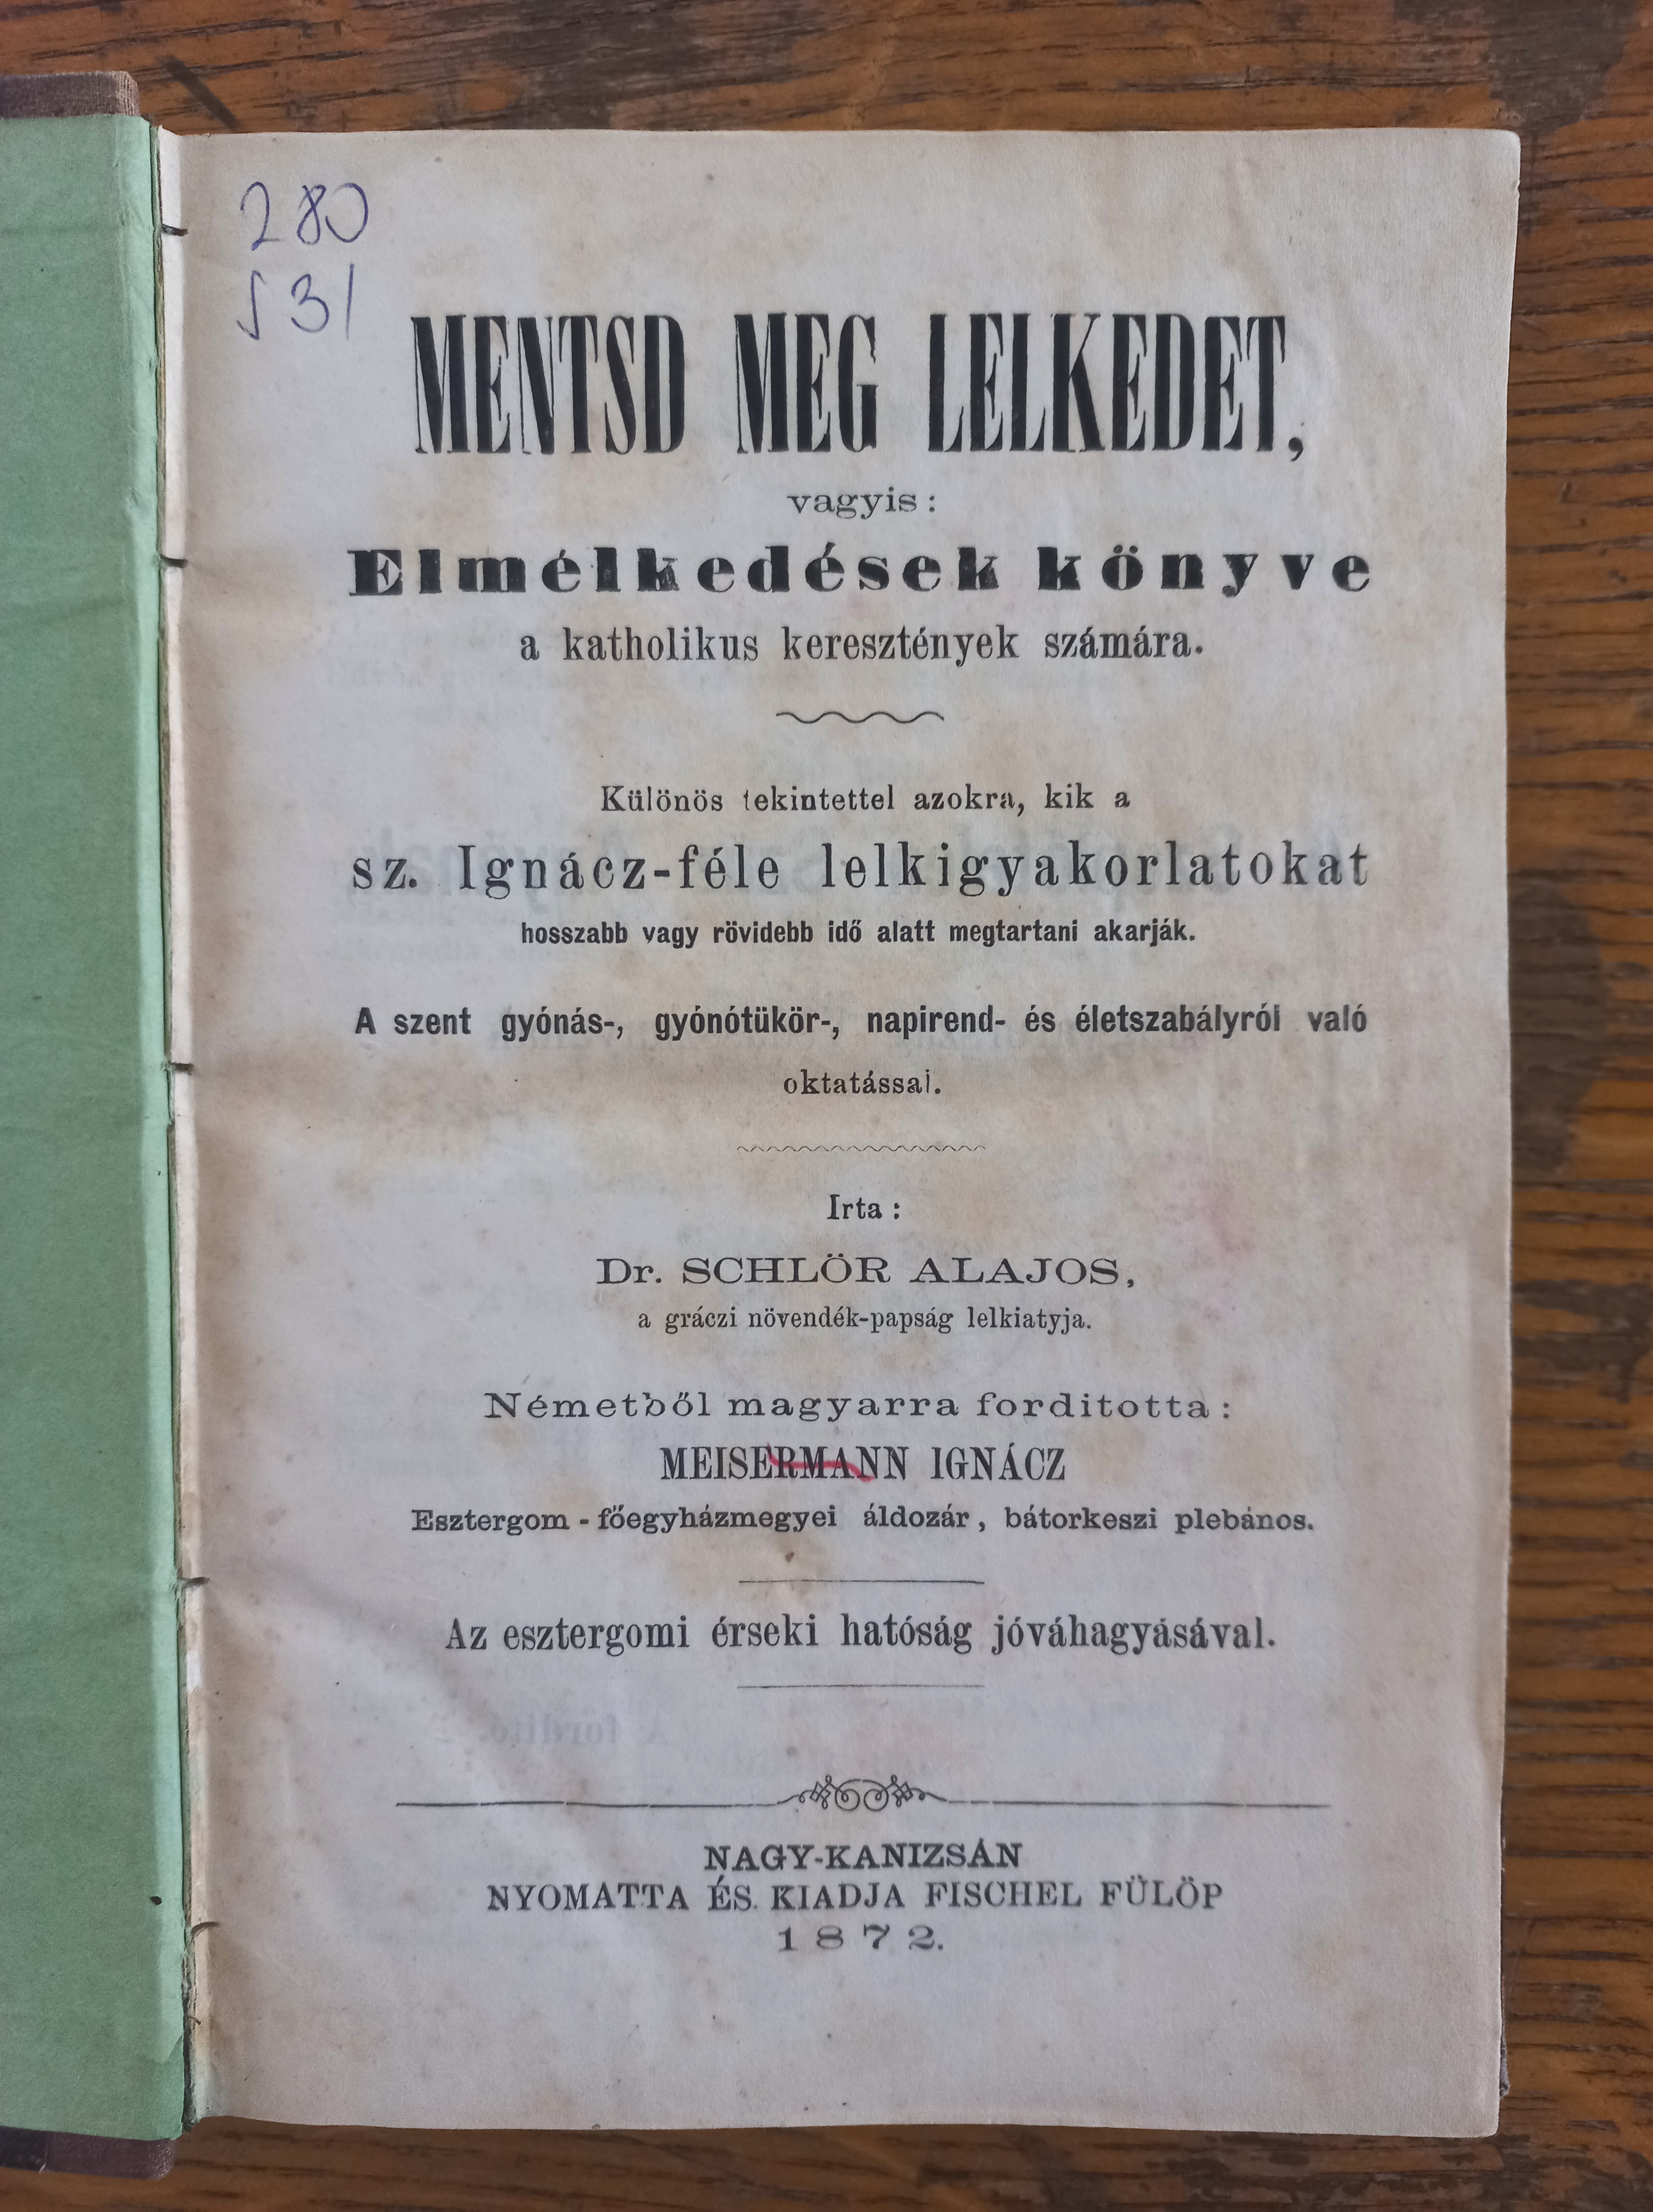 280
S 31
MENTSD MEG LELKEDET,
vagyis:
Elmélkedések könyve
a katholikus keresztények számára.
Különös tekintettel azokra, kik a
sz. Ignácz-féle lelkigyakorlatokat
hosszabb vagy rövidebb idő alatt megtartani akarják.
A szent gyónás-, gyónótükör-, napirend- és életszabályról való
oktatással.
Irta:
Dr. SCHLÖR ALAJOS,
a gráczi növendék-papság lelkiatyja.
Németből magyarra forditotta:
MEISERMANN IGNÁCZ
Esztergom-főegyházmegyei áldozár, bátorkeszi plebános.
Az esztergomi érseki hatóság jóváhagyásával.
NAGY-KANIZSÁN
NYOMATTA ÉS KIADJA FISCHEL FÜLÖP
1872.